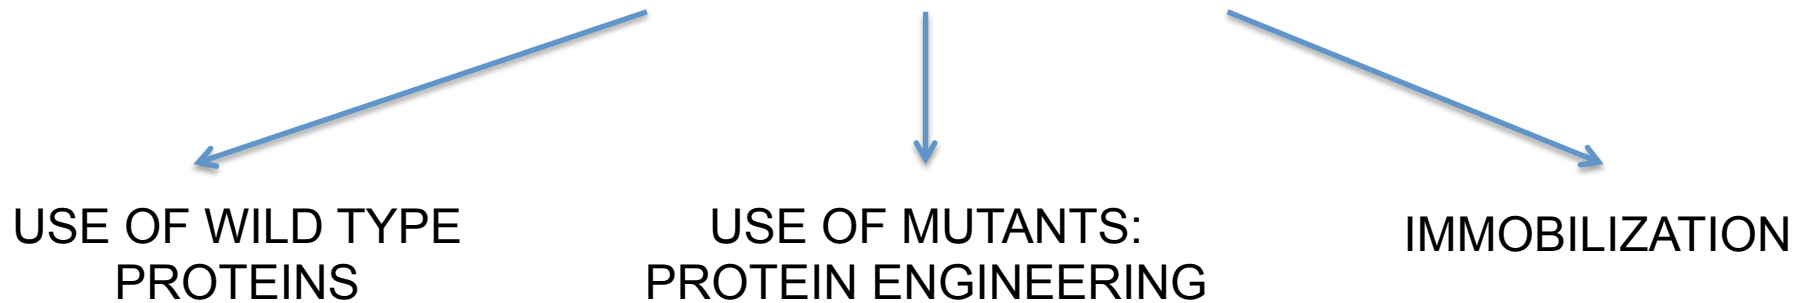 USE OF WILD TYPE
PROTEINS
USE OF MUTANTS:
PROTEIN ENGINEERING
IMMOBILIZATION